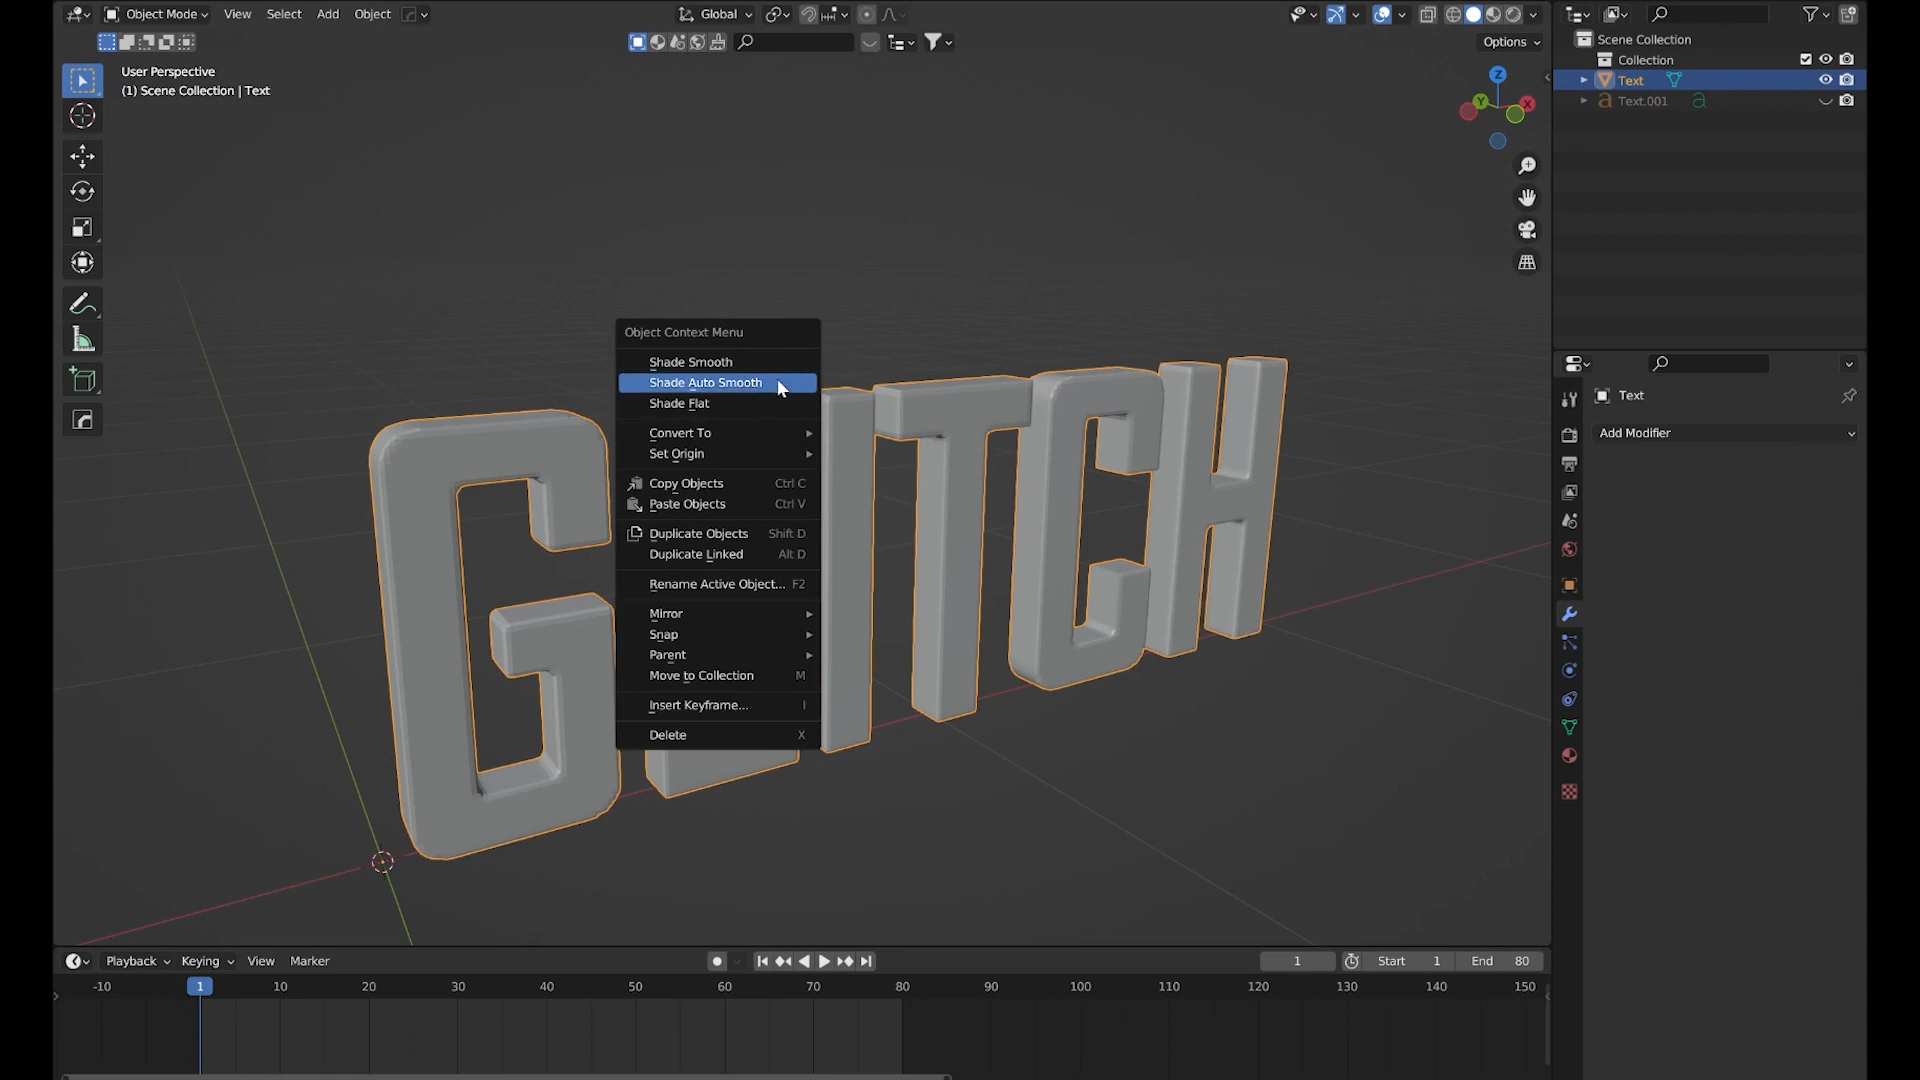 Object Mode View Select Add Object Global
Options
User Perspective
(1) Scene Collection | Text
Z
Y
X
Scene Collection
Collection
Text
Text.001
Object Context Menu
Shade Smooth
Shade Auto Smooth
Shade Flat
Convert To
Set Origin
Copy Objects Ctrl C
Paste Objects Ctrl V
Duplicate Objects Shift D
Duplicate Linked Alt D
Rename Active Object... F2
Mirror
Snap
Parent
Move to Collection M
Insert Keyframe... I
Delete X
GLITCH
Text
Add Modifier
Playback Keying View Marker 1 Start 1 End 80
-10 1 10 20 30 40 50 60 70 80 90 100 110 120 130 140 150